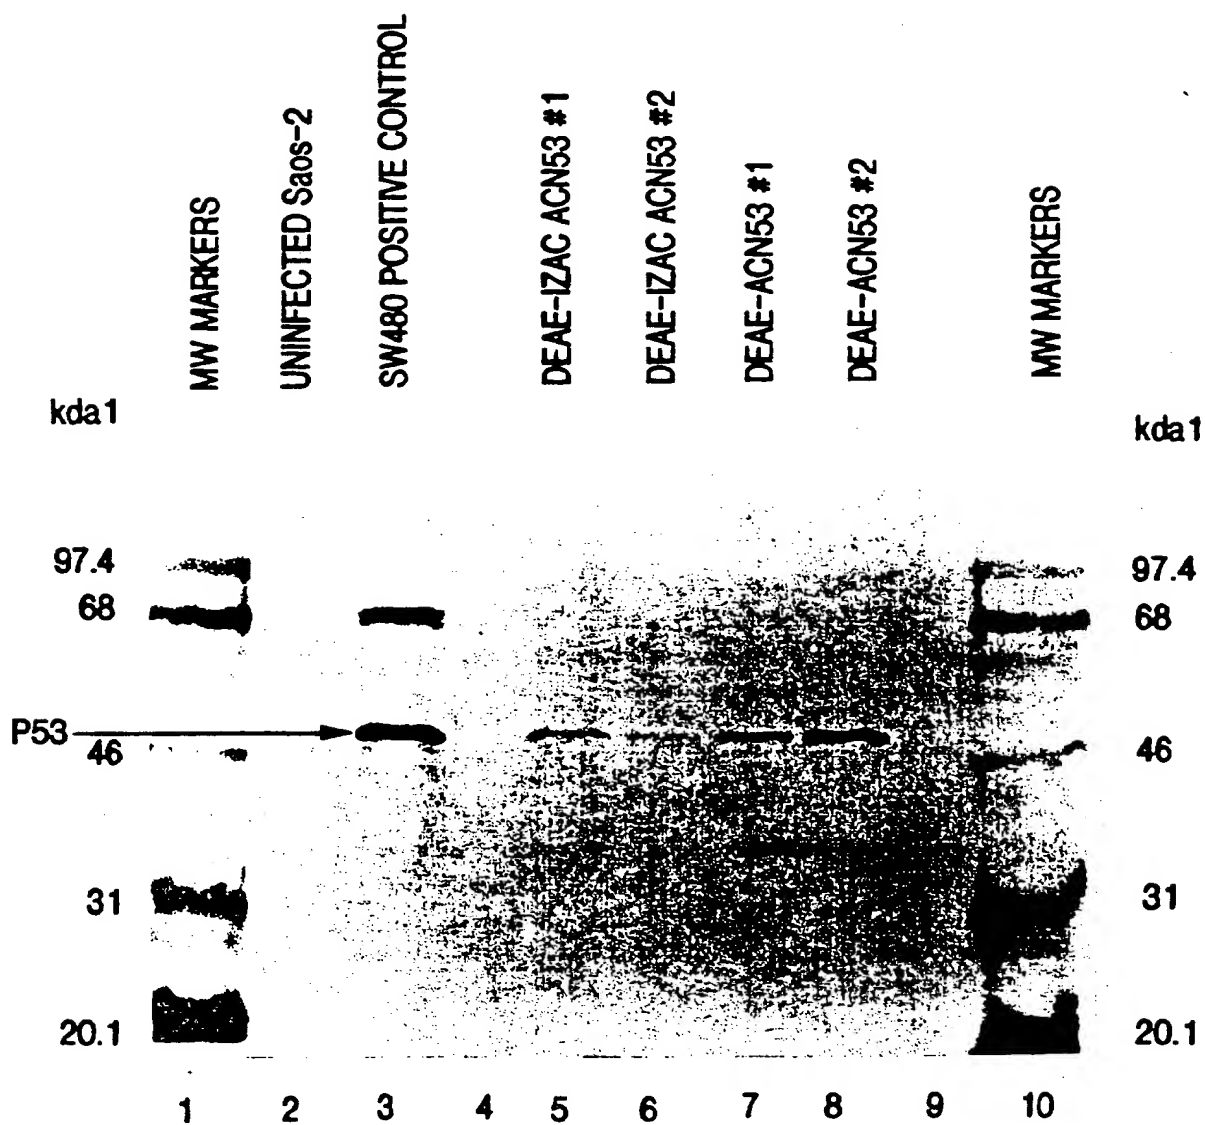 MW MARKERS
UNINFECTED Saos-2
SW480 POSITIVE CONTROL
DEAE-IZAC ACN53 #1
DEAE-IZAC ACN53 #2
DEAE-ACN53 #1
DEAE-ACN53 #2
MW MARKERS
kda1
kda1
97.4
97.4
68
68
P53
46
46
31
31
20.1
20.1
1 2 3 4 5 6 7 8 9 10